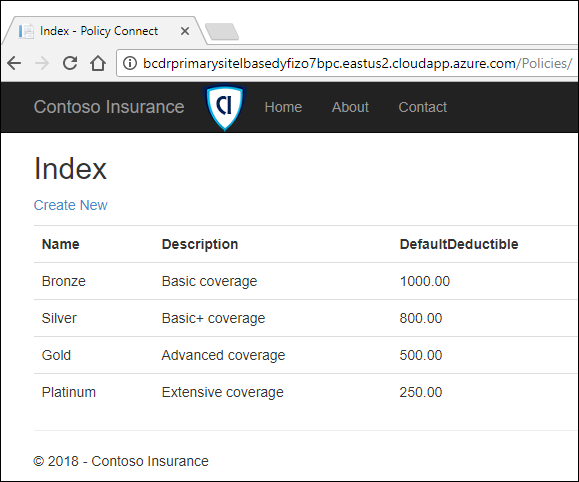 Index - Policy Connect
bcdrprimarysitelbasedyfizo7bpc.eastus2.cloudapp.azure.com/Policies/
Contoso Insurance CI Home About Contact
Index
Create New
Name Description DefaultDeductible
Bronze Basic coverage 1000.00
Silver Basic+ coverage 800.00
Gold Advanced coverage 500.00
Platinum Extensive coverage 250.00
© 2018 - Contoso Insurance